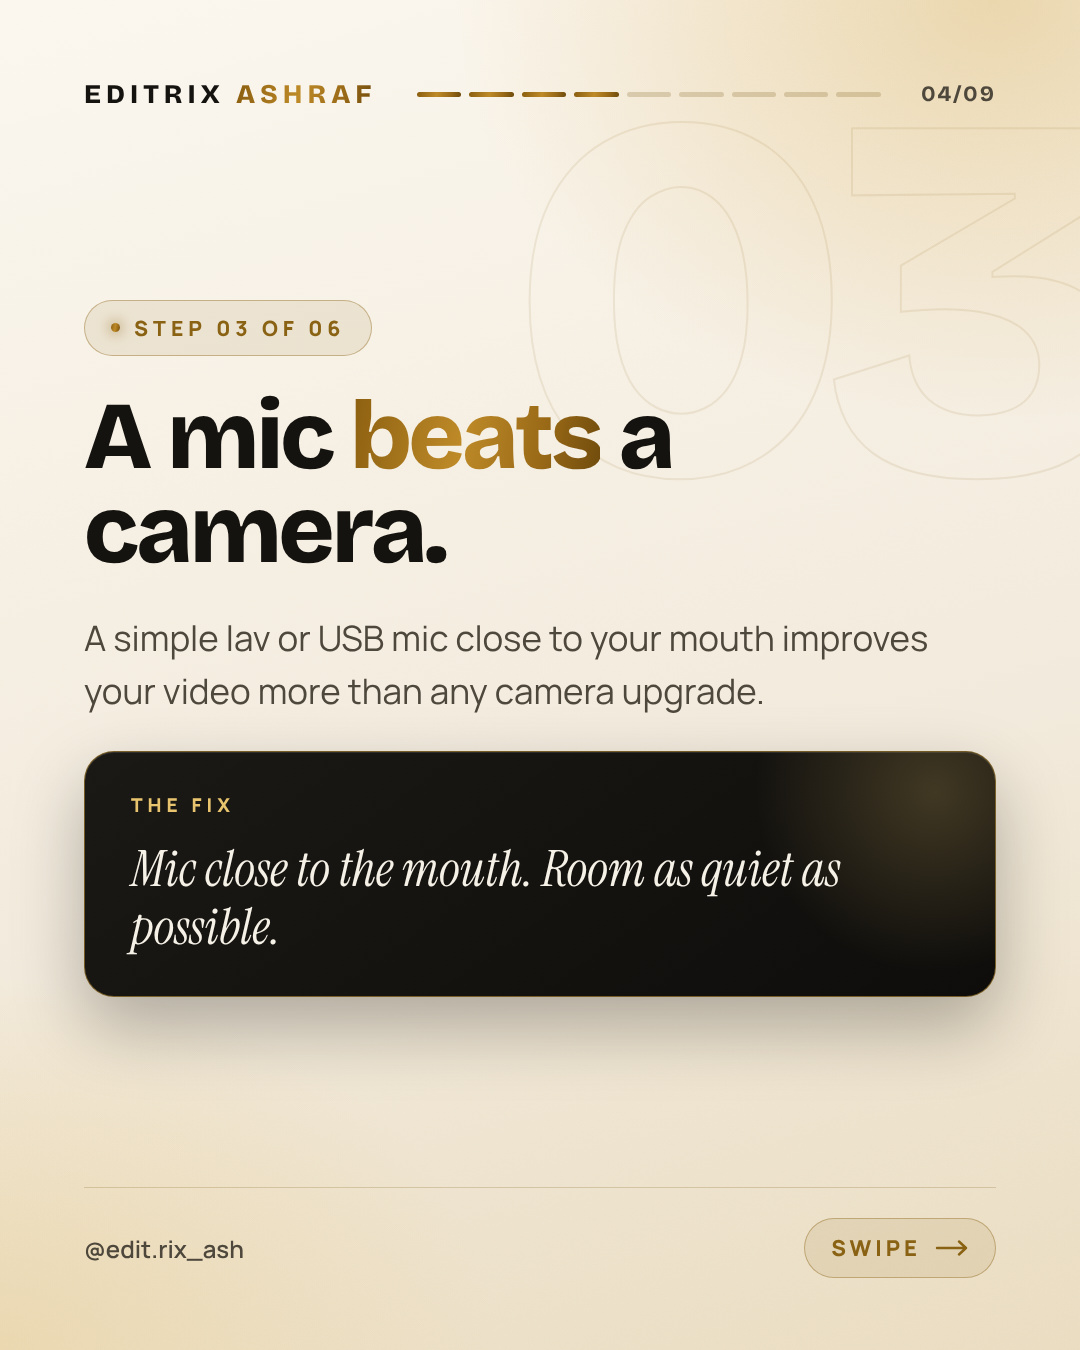 EDITRIX ASHRAF
04/09
03
STEP 03 OF 06
A mic beats a
camera.
A simple lav or USB mic close to your mouth improves
your video more than any camera upgrade.
THE FIX
Mic close to the mouth. Room as quiet as
possible.
@edit.rix_ash
SWIPE →